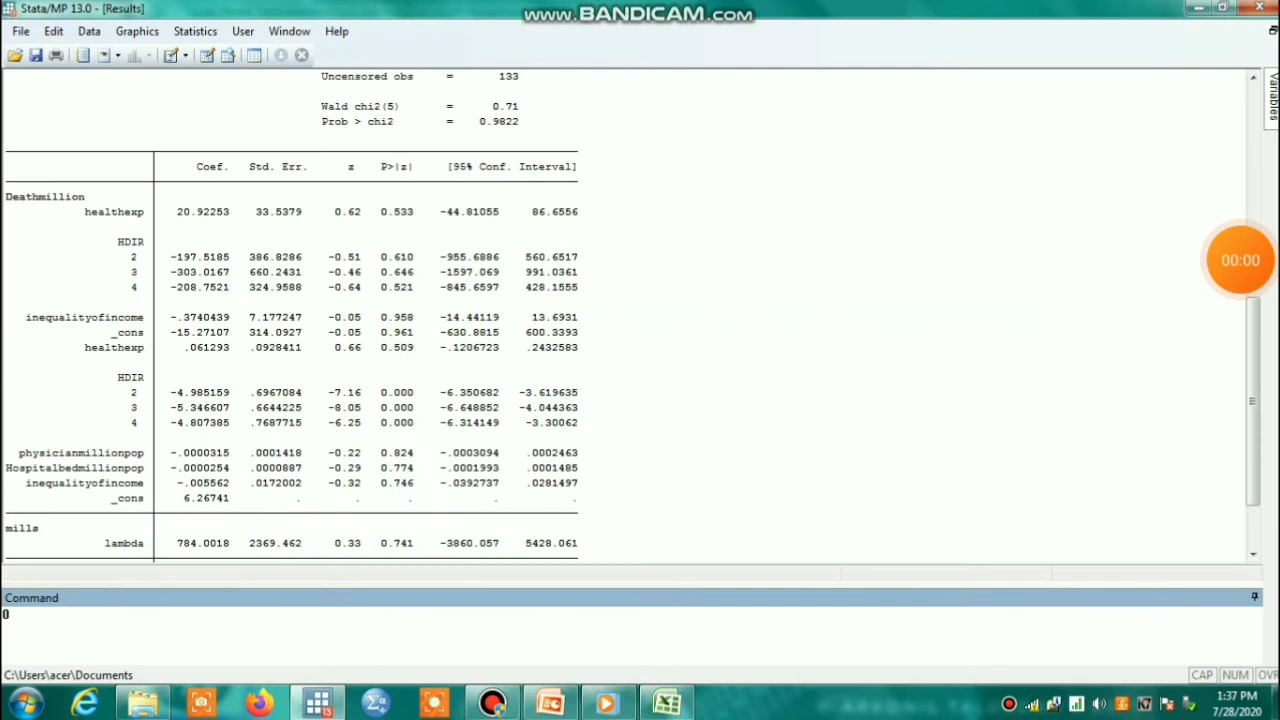 Stata/MP 13.0 - [Results]
www.BANDICAM.com
File Edit Data Graphics Statistics User Window Help
Uncensored obs = 133
Wald chi2(5) = 0.71
Prob > chi2 = 0.9822
Coef. Std. Err. z P>|z| [95% Conf. Interval]
Deathmillion
healthexp 20.92253 33.5379 0.62 0.533 -44.81055 86.6556
HDIR
2 -197.5185 386.8286 -0.51 0.610 -955.6886 560.6517
3 -303.0167 660.2431 -0.46 0.646 -1597.069 991.0361
4 -208.7521 324.9588 -0.64 0.521 -845.6597 428.1555
inequalityofincome -.3740439 7.177247 -0.05 0.958 -14.44119 13.6931
_cons -15.27107 314.0927 -0.05 0.961 -630.8815 600.3393
healthexp .061293 .0928411 0.66 0.509 -.1206723 .2432583
HDIR
2 -4.985159 .6967084 -7.16 0.000 -6.350682 -3.619635
3 -5.346607 .6644225 -8.05 0.000 -6.648852 -4.044363
4 -4.807385 .7687715 -6.25 0.000 -6.314149 -3.30062
physicianmillionpop -.0000315 .0001418 -0.22 0.824 -.0003094 .0002463
Hospitalbedmillionpop -.0000254 .0000887 -0.29 0.774 -.0001993 .0001485
inequalityofincome -.005562 .0172002 -0.32 0.746 -.0392737 .0281497
_cons 6.26741 . . . . .
mills
lambda 784.0018 2369.462 0.33 0.741 -3860.057 5428.061
Variables
00:00
Command
0
C:\Users\acer\Documents
CAP NUM OVR
13
1:37 PM
7/28/2020